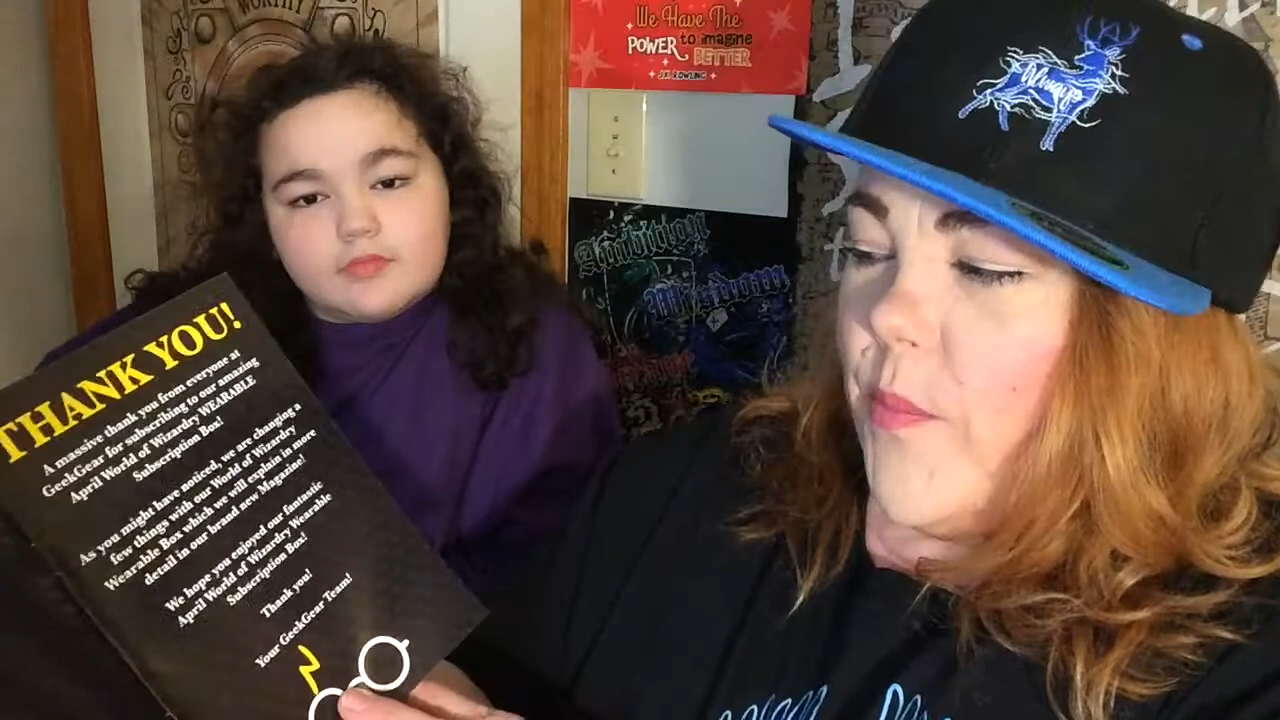 WORTHY
We Have The
POWER to imagine
BETTER
J.K. ROWLING
Always
Ambition
Wisdom
THANK YOU!
A massive thank you from everyone at
GeekGear for subscribing to our amazing
April World of Wizardry WEARABLE
Subscription Box!
As you might have noticed, we are changing a
few things with our World of Wizardry
Wearable Box which we will explain in more
detail in our brand new Magazine!
We hope you enjoyed our fantastic
April World of Wizardry Wearable
Subscription Box!
Thank you!
Your GeekGear Team!